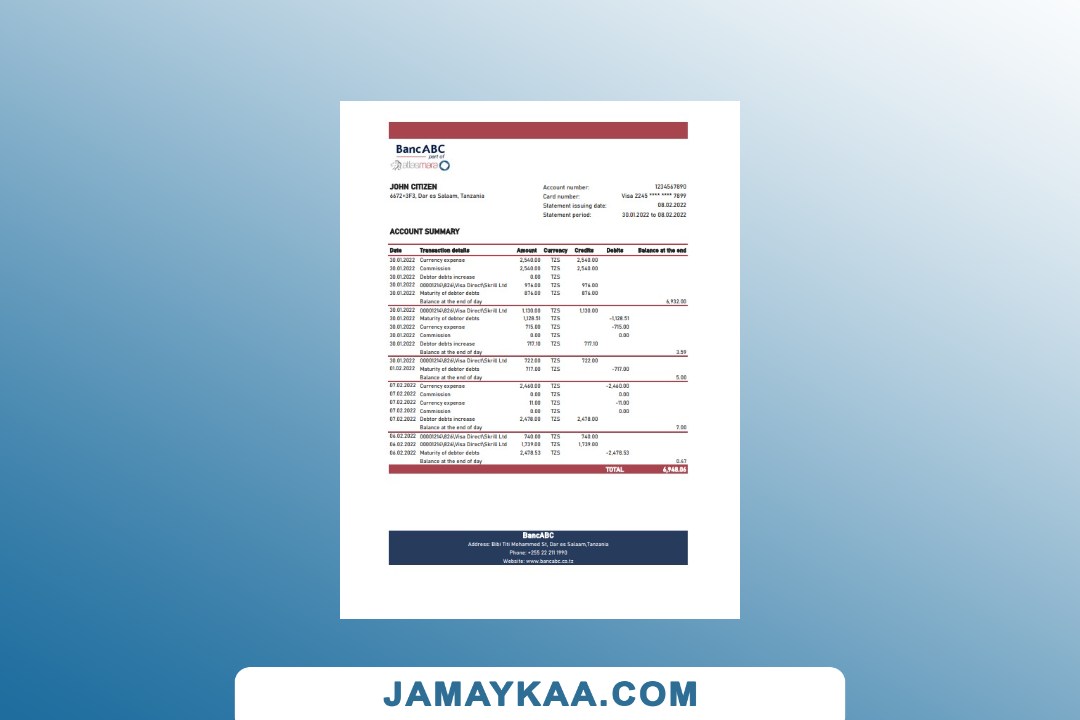 BancABC
part of
atlasmara
JOHN CITIZEN
6672+3F3, Dar es Salaam, Tanzania
Account number: 1234567890
Card number: Visa 2245 **** **** 7899
Statement issuing date: 08.02.2022
Statement period: 30.01.2022 to 08.02.2022
ACCOUNT SUMMARY
Date Transaction details Amount Currency Credits Debits Balance at the end
30.01.2022 Currency expense 2,540.00 TZS 2,540.00
30.01.2022 Commission 2,540.00 TZS 2,540.00
30.01.2022 Debtor debts increase 0.00 TZS
30.01.2022 00001214\826\Visa Direct\Skrill Ltd 976.00 TZS 976.00
30.01.2022 Maturity of debtor debts 876.00 TZS 876.00
Balance at the end of day 6,932.00
30.01.2022 00001214\826\Visa Direct\Skrill Ltd 1,130.00 TZS 1,130.00
30.01.2022 Maturity of debtor debts 1,128.51 TZS -1,128.51
30.01.2022 Currency expense 715.00 TZS -715.00
30.01.2022 Commission 0.00 TZS 0.00
30.01.2022 Debtor debts increase 717.10 TZS 717.10
Balance at the end of day 3.59
30.01.2022 00001214\826\Visa Direct\Skrill Ltd 722.00 TZS 722.00
01.02.2022 Maturity of debtor debts 717.00 TZS -717.00
Balance at the end of day 5.00
07.02.2022 Currency expense 2,460.00 TZS -2,460.00
07.02.2022 Commission 0.00 TZS 0.00
07.02.2022 Currency expense 11.00 TZS -11.00
07.02.2022 Commission 0.00 TZS 0.00
07.02.2022 Debtor debts increase 2,478.00 TZS 2,478.00
Balance at the end of day 7.00
06.02.2022 00001214\826\Visa Direct\Skrill Ltd 740.00 TZS 740.00
06.02.2022 00001214\826\Visa Direct\Skrill Ltd 1,739.00 TZS 1,739.00
06.02.2022 Maturity of debtor debts 2,478.53 TZS -2,478.53
Balance at the end of day 0.47
TOTAL 6,948.06
BancABC
Address: Bibi Titi Mohammed St, Dar es Salaam,Tanzania
Phone: +255 22 211 1990
Website: www.bancabc.co.tz
JAMAYKAA.COM